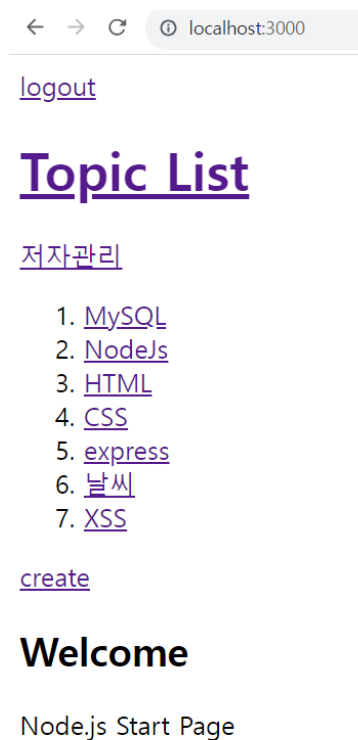 localhost:3000
logout
Topic List
저자관리
1. MySQL
2. NodeJs
3. HTML
4. CSS
5. express
6. 날씨
7. XSS
create
Welcome
Node.js Start Page